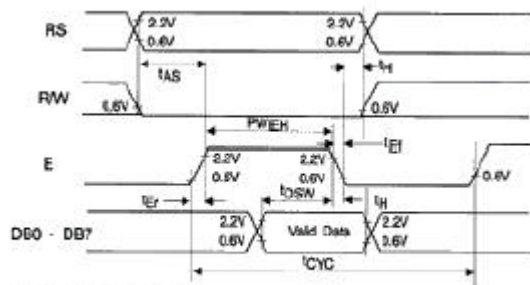 RS
2.2V
0.6V
2.2V
0.6V
tAS
tH
R/W
0.6V
0.6V
PWEH
tEf
E
2.2V
0.6V
2.2V
0.6V
0.6V
tEr
tDSW
tH
DB0 - DB7
2.2V
0.6V
Valid Data
2.2V
0.6V
tCYC